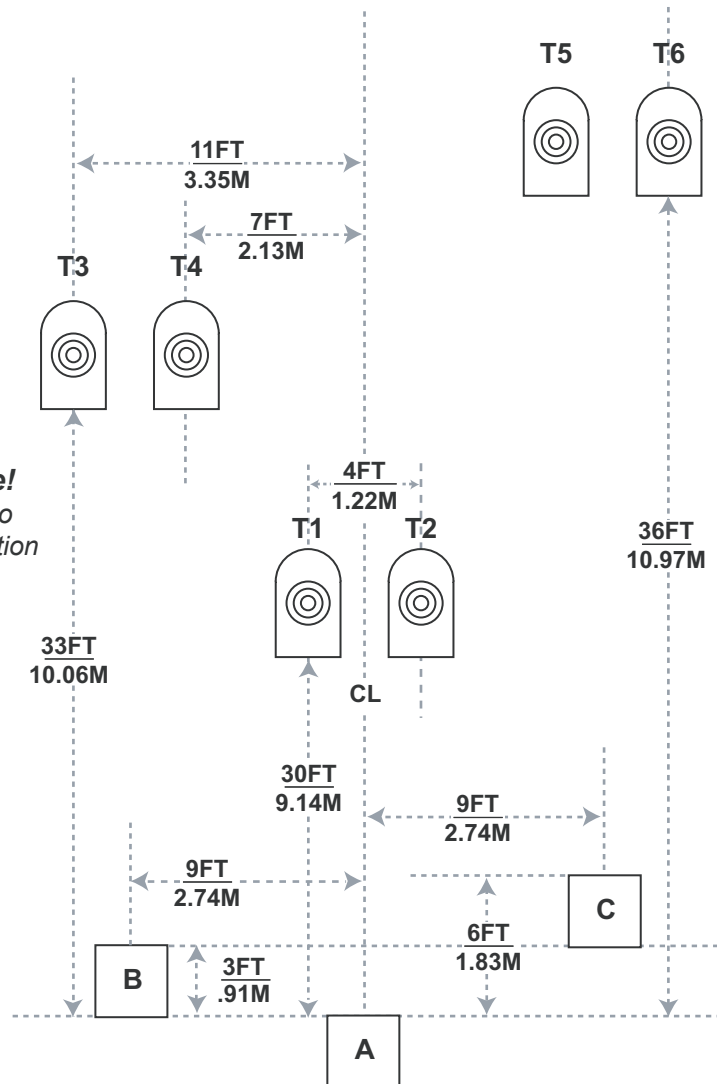 T5 T6
11FT
3.35M
7FT
2.13M
T3 T4
4FT
1.22M
T1 T2
36FT
10.97M
33FT
10.06M
CL
30FT
9.14M
9FT
2.74M
9FT
2.74M
C
6FT
1.83M
B
3FT
.91M
A